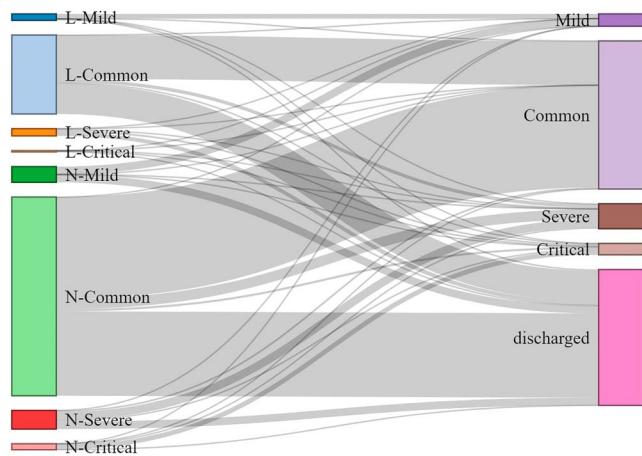 L-Mild
L-Common
L-Severe
L-Critical
N-Mild
N-Common
N-Severe
N-Critical
Mild
Common
Severe
Critical
discharged